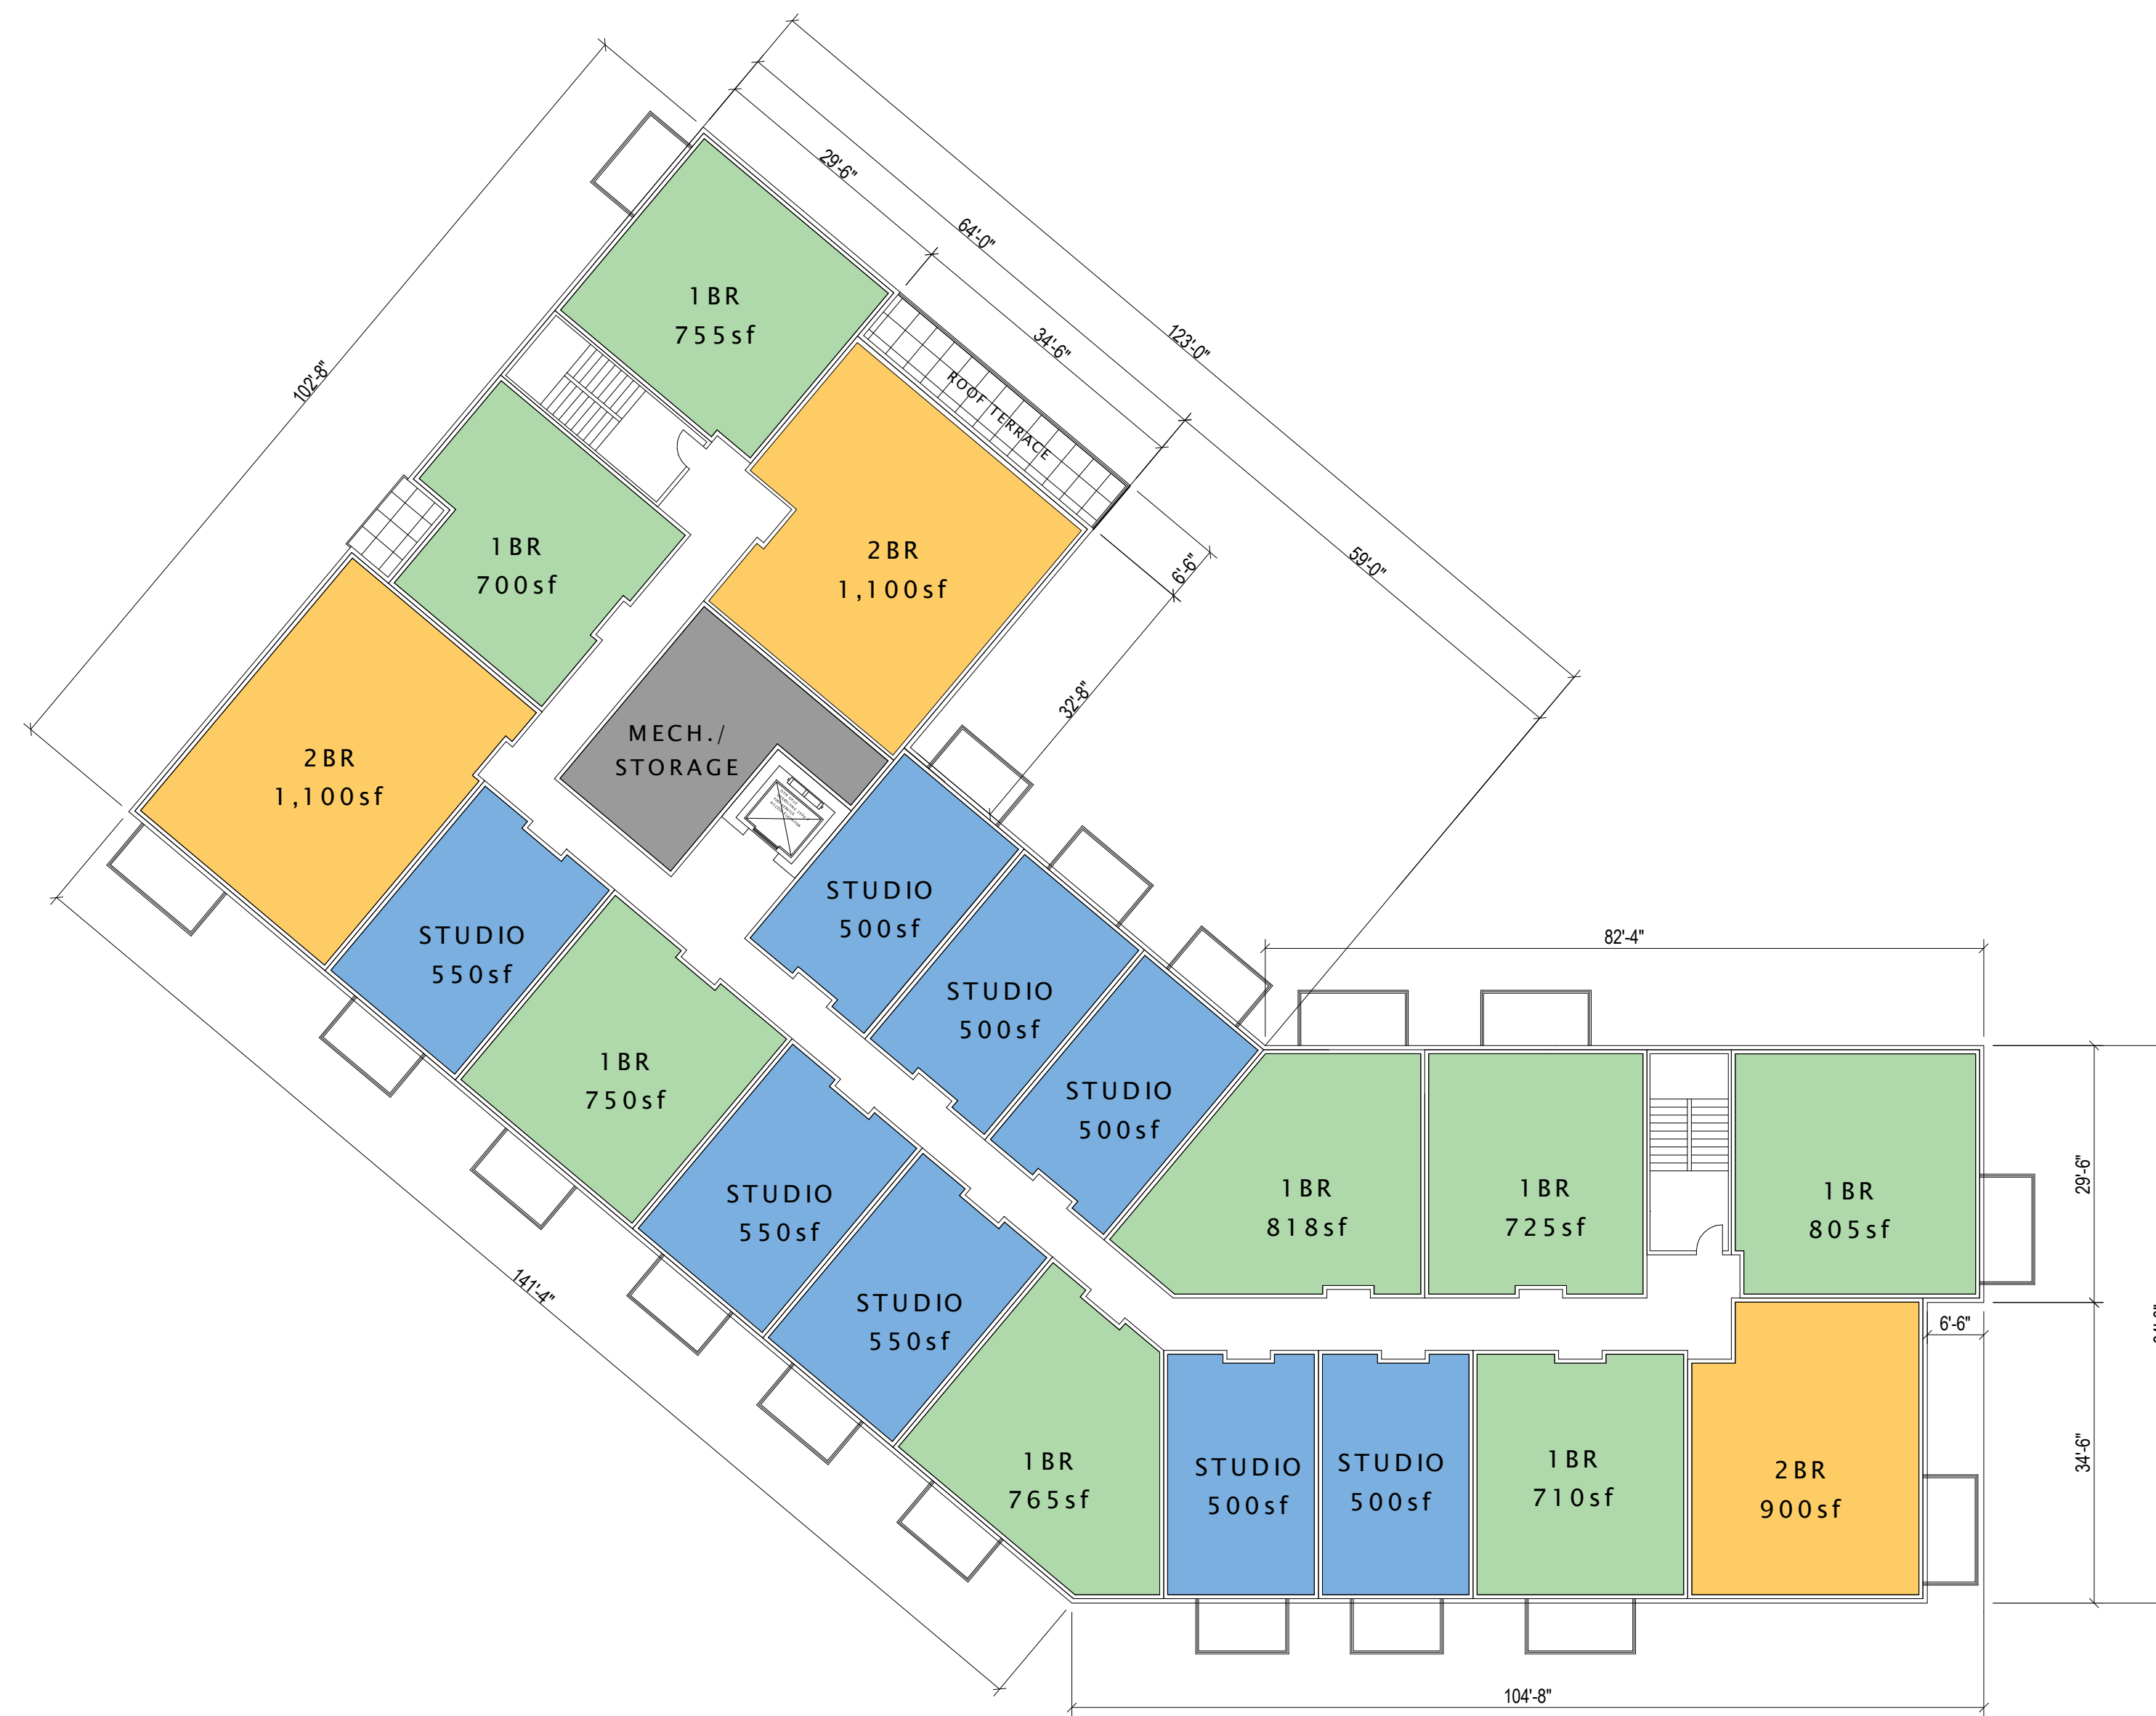 29'-6"
64'-0"
123'-0"
34'-6"
102'-8"
59'-0"
6'-6"
32'-8"
1BR
755sf
ROOF TERRACE
1BR
700sf
2BR
1,100sf
2BR
1,100sf
MECH./
STORAGE
STUDIO
500sf
STUDIO
550sf
STUDIO
500sf
1BR
750sf
STUDIO
500sf
82'-4"
STUDIO
550sf
1BR
818sf
1BR
725sf
1BR
805sf
29'-6"
STUDIO
550sf
141'-4"
6'-6"
1BR
765sf
STUDIO
500sf
STUDIO
500sf
1BR
710sf
2BR
900sf
34'-6"
104'-8"